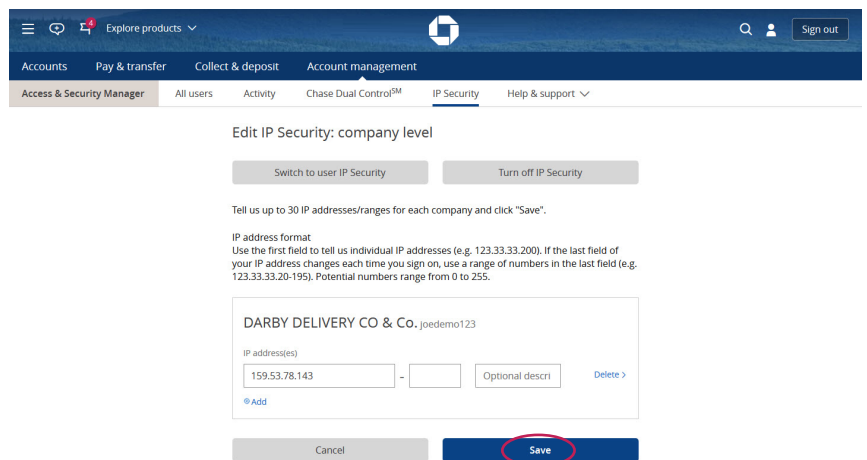 4 Explore products Sign out
Accounts Pay & transfer Collect & deposit Account management
Access & Security Manager All users Activity Chase Dual Control℠ IP Security Help & support
Edit IP Security: company level
Switch to user IP Security Turn off IP Security
Tell us up to 30 IP addresses/ranges for each company and click "Save".
IP address format
Use the first field to tell us individual IP addresses (e.g. 123.33.33.200). If the last field of
your IP address changes each time you sign on, use a range of numbers in the last field (e.g.
123.33.33.20-195). Potential numbers range from 0 to 255.
DARBY DELIVERY CO & Co. joedemo123
IP address(es)
159.53.78.143 - Optional descri Delete >
Add
Cancel Save